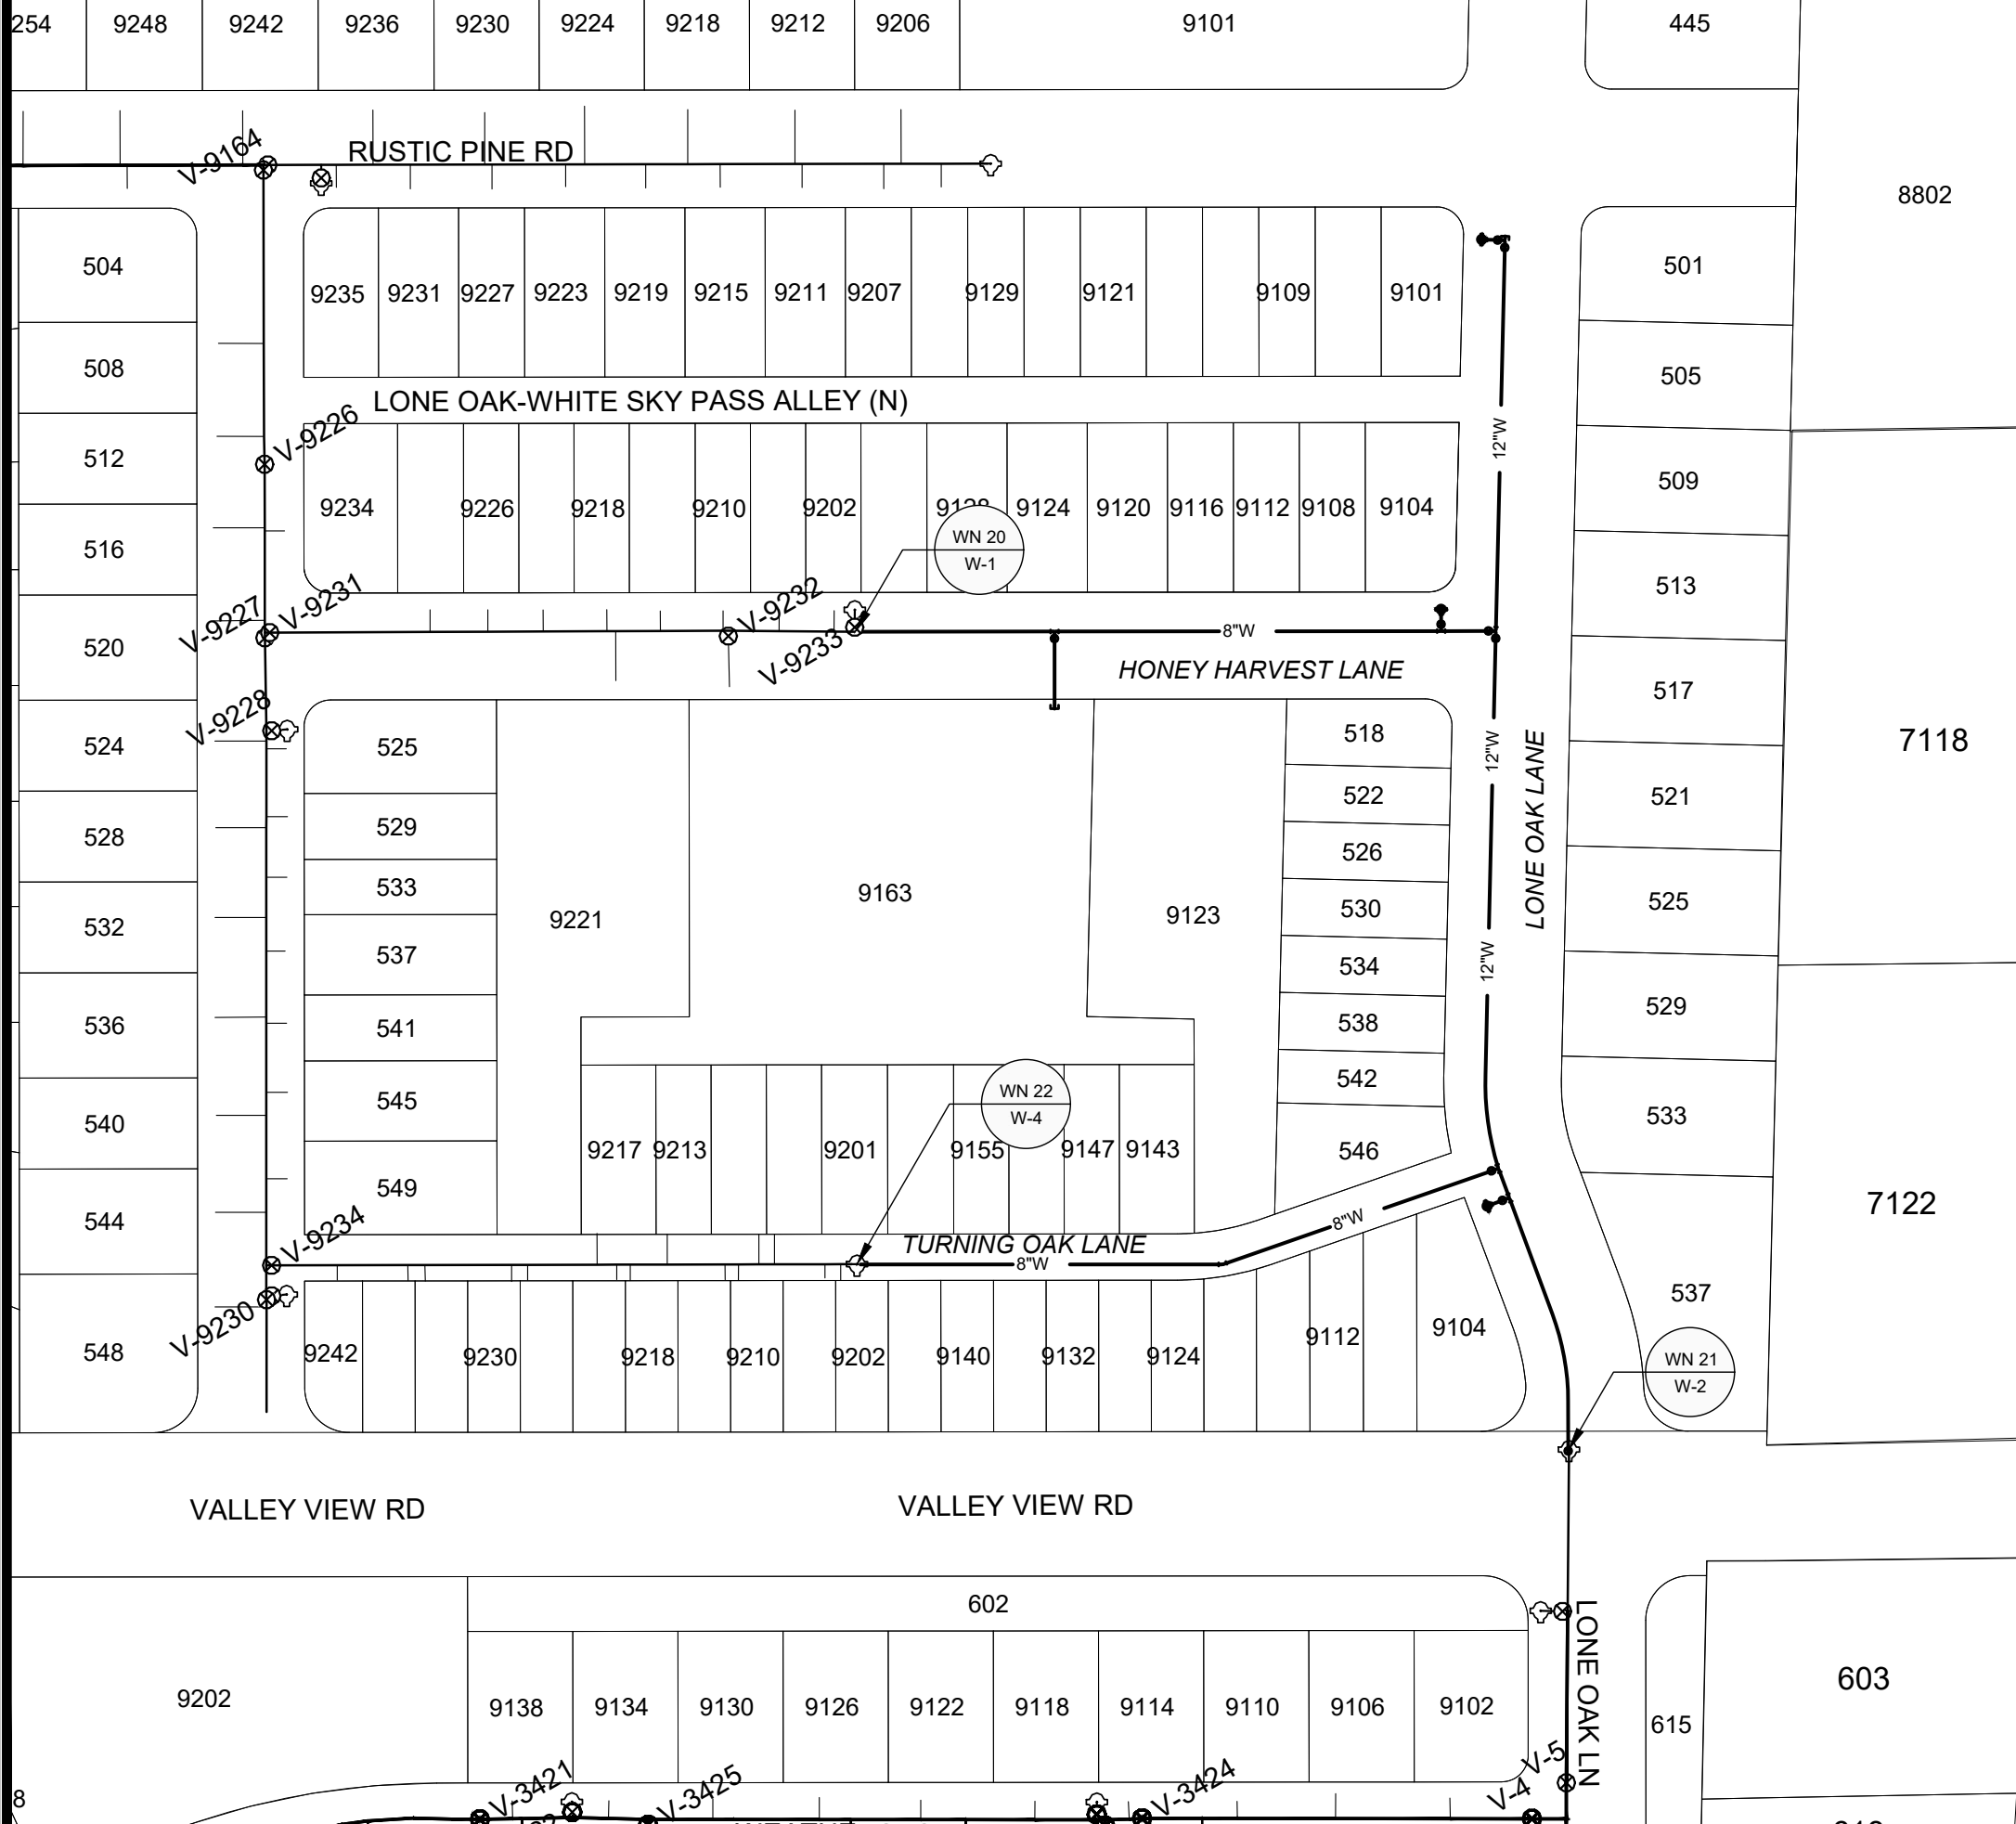 254 9248 9242 9236 9230 9224 9218 9212 9206 9101 445
V-9164
RUSTIC PINE RD
8802
504
9235 9231 9227 9223 9219 9215 9211 9207 9129 9121 9109 9101
501
508
505
LONE OAK-WHITE SKY PASS ALLEY (N)
V-9226
12"W
512
509
9234 9226 9218 9210 9202 9128 9124 9120 9116 9112 9108 9104
WN 20
W-1
516
513
V-9227
V-9231
V-9232
V-9233
8"W
520
HONEY HARVEST LANE
517
V-9228
524
525
518
12"W
LONE OAK LANE
7118
522
521
528
529
526
533
9163
525
530
9221
9123
532
537
534
12"W
536
541
538
529
542
545
WN 22
W-4
540
533
9217 9213 9201 9155 9147 9143
546
549
7122
544
V-9234
TURNING OAK LANE
8"W
8"W
537
V-9230
548
9242 9230 9218 9210 9202 9140 9132 9124 9112 9104
WN 21
W-2
VALLEY VIEW RD
VALLEY VIEW RD
602
LONE OAK LN
603
9202
9138 9134 9130 9126 9122 9118 9114 9110 9106 9102
615
V-5
V-4
V-3421
V-3425
V-3424
8